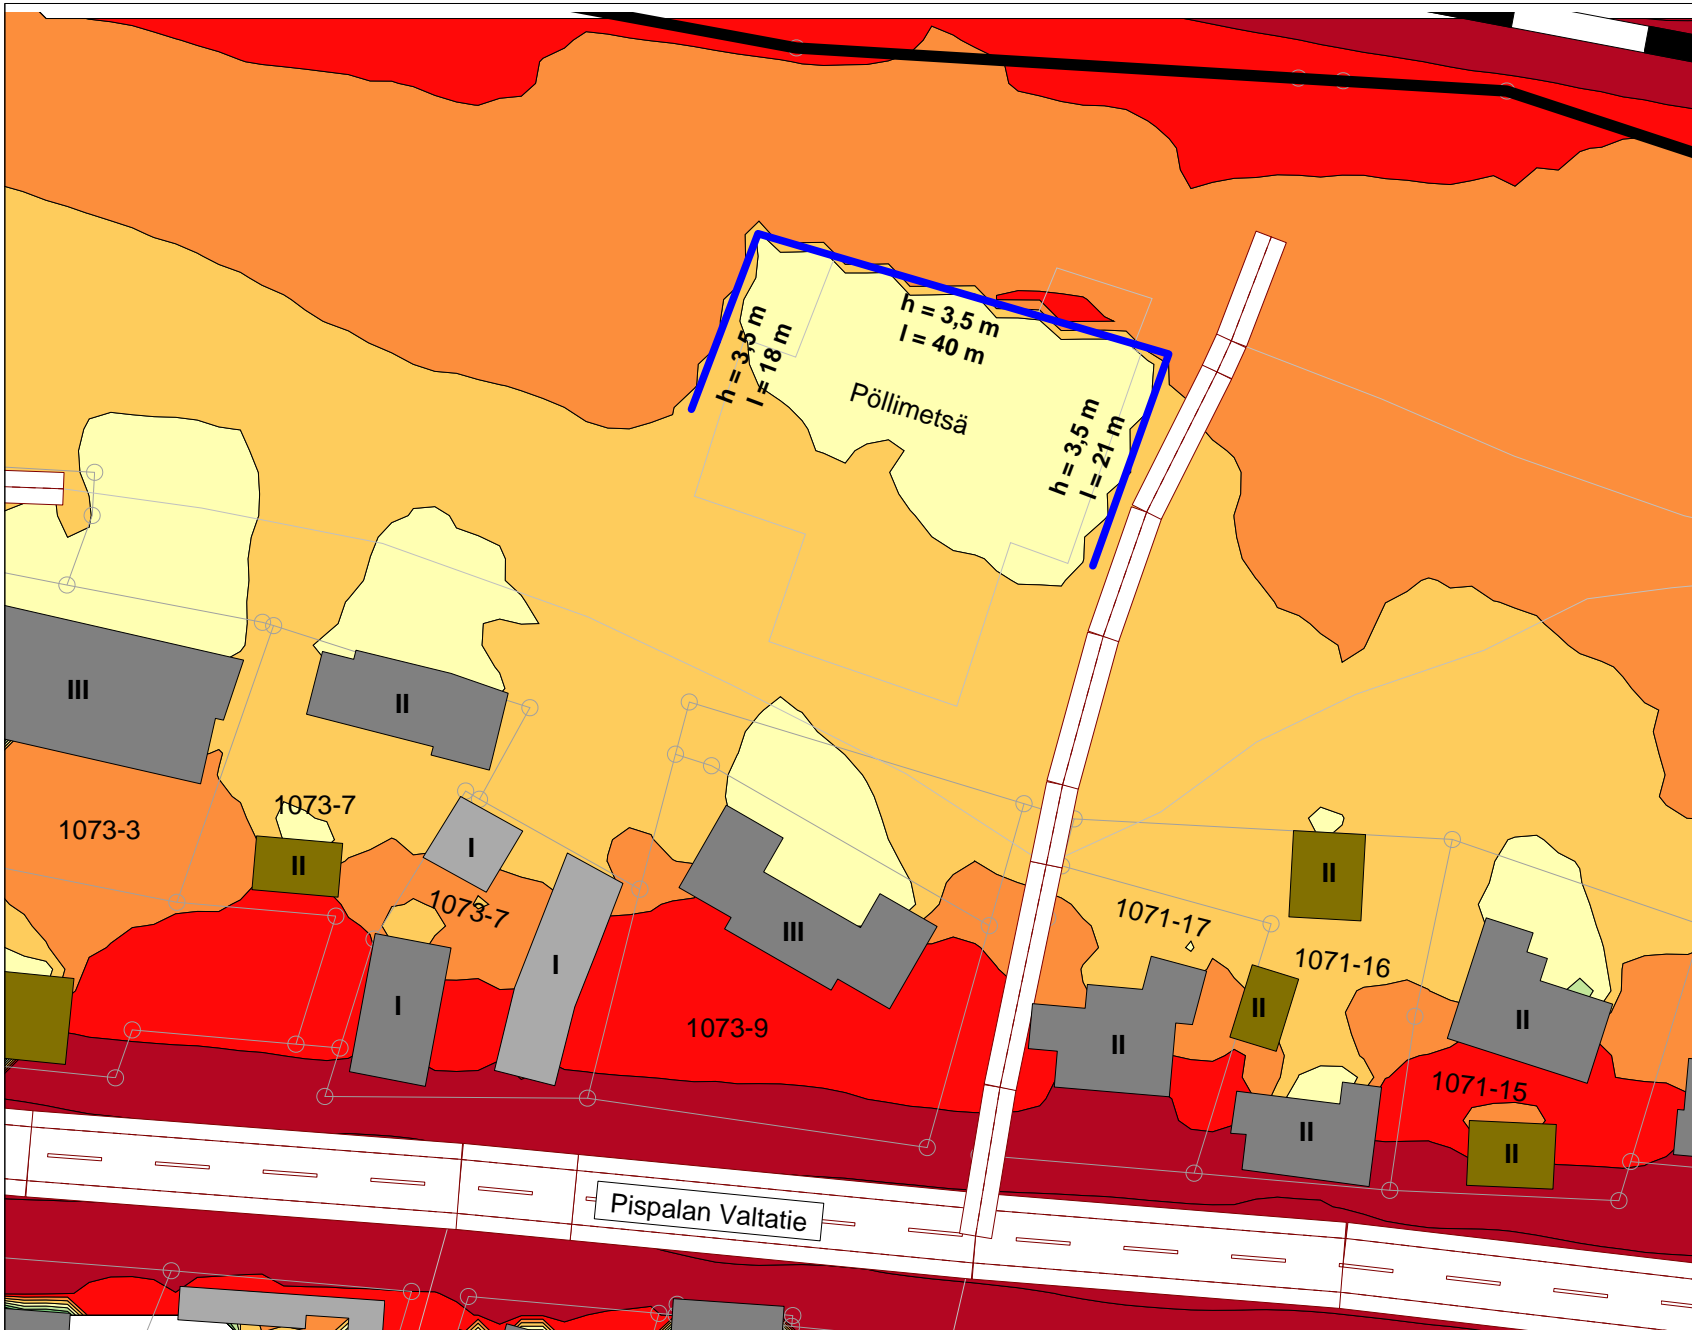 h = 3,5 m
l = 40 m
h = 3,5 m
l = 18 m
Pöllimetsä
h = 3,5 m
l = 21 m
III
II
1073-7
1073-3
II
I
1073-7
I
I
III
1073-9
II
1071-17
1071-16
II
II
II
II
1071-15
II
Pispalan Valtatie